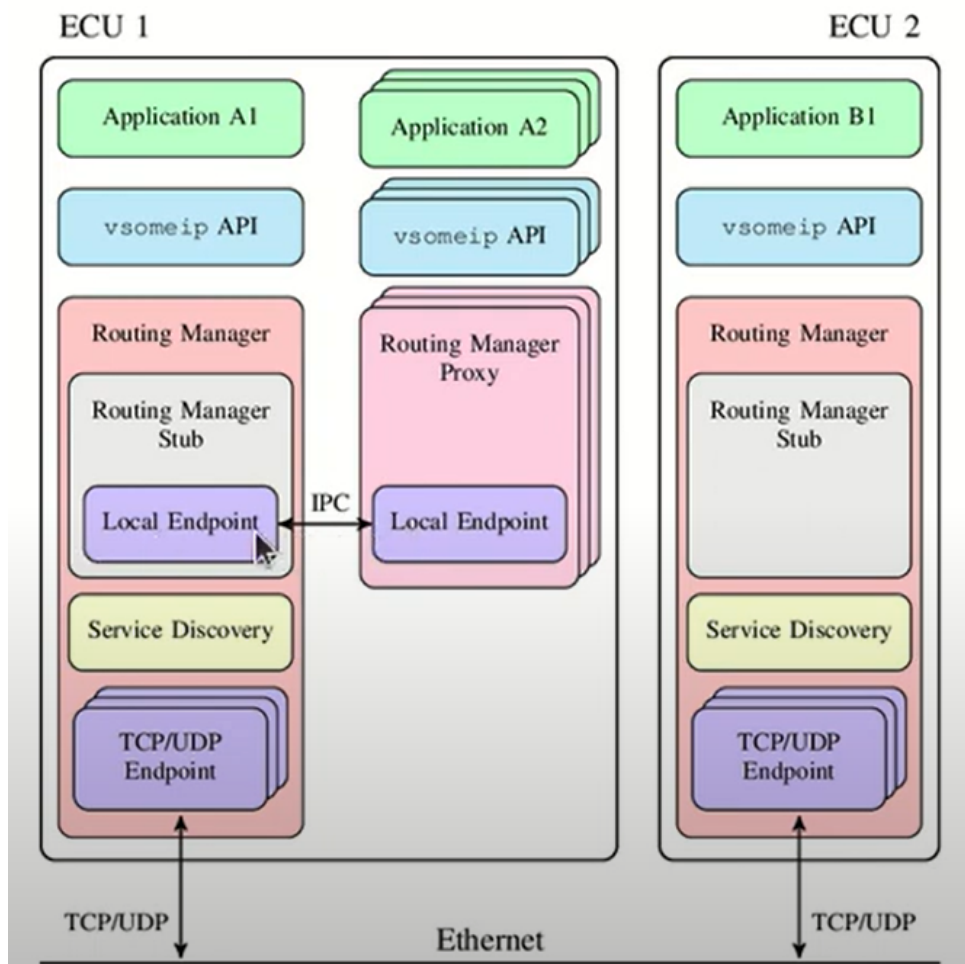 ECU 1
ECU 2
Application A1
Application A2
Application B1
vsomeip API
vsomeip API
vsomeip API
Routing Manager
Routing Manager
Proxy
Routing Manager
Routing Manager
Stub
Routing Manager
Stub
Local Endpoint
IPC
Local Endpoint
Service Discovery
Service Discovery
TCP/UDP
Endpoint
TCP/UDP
Endpoint
TCP/UDP
Ethernet
TCP/UDP